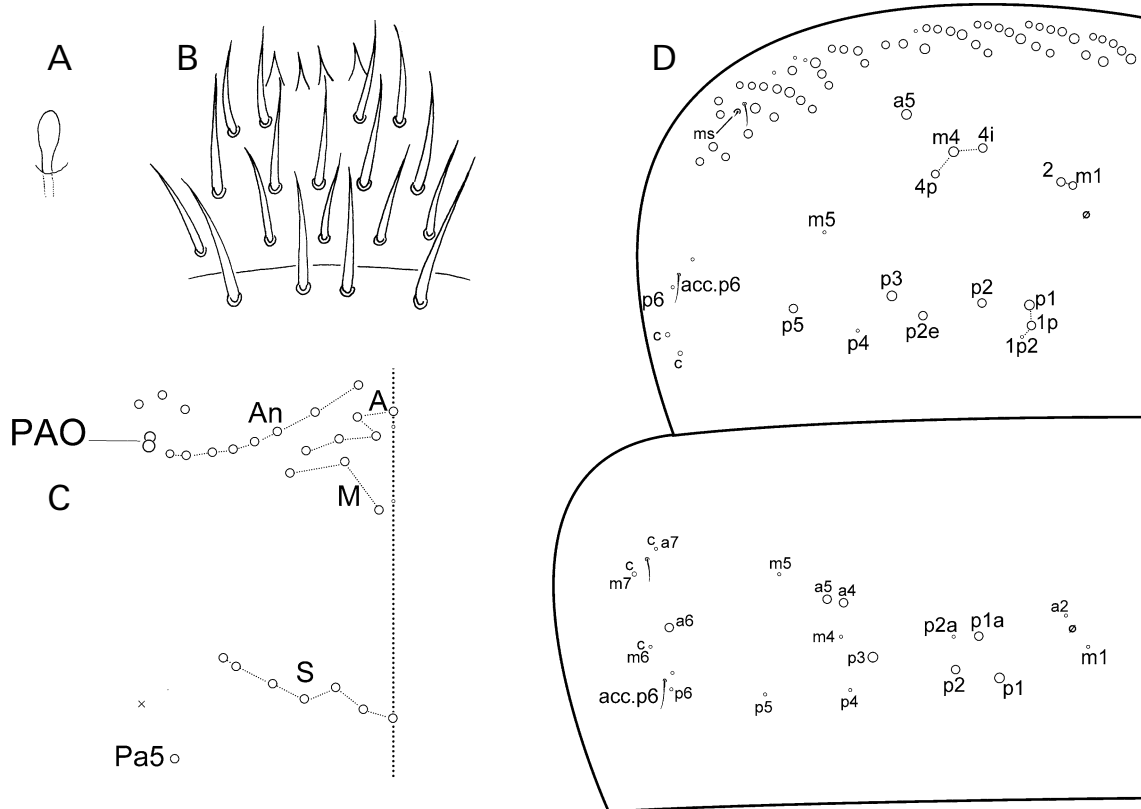 A
B
D
a5
m4 4i
ms
2 m1
4p
m5
p6 acc.p6
p3
p2
p1
p5
p2e
1p
c
p4
1p2
c
An
A
PAO
C
M
S
Pa5
c a7
m7 c
m5
a5 a4
a6
a2
p2a p1a
m4
c
m6
p3
m1
p2
p1
acc.p6 p6
p5
p4